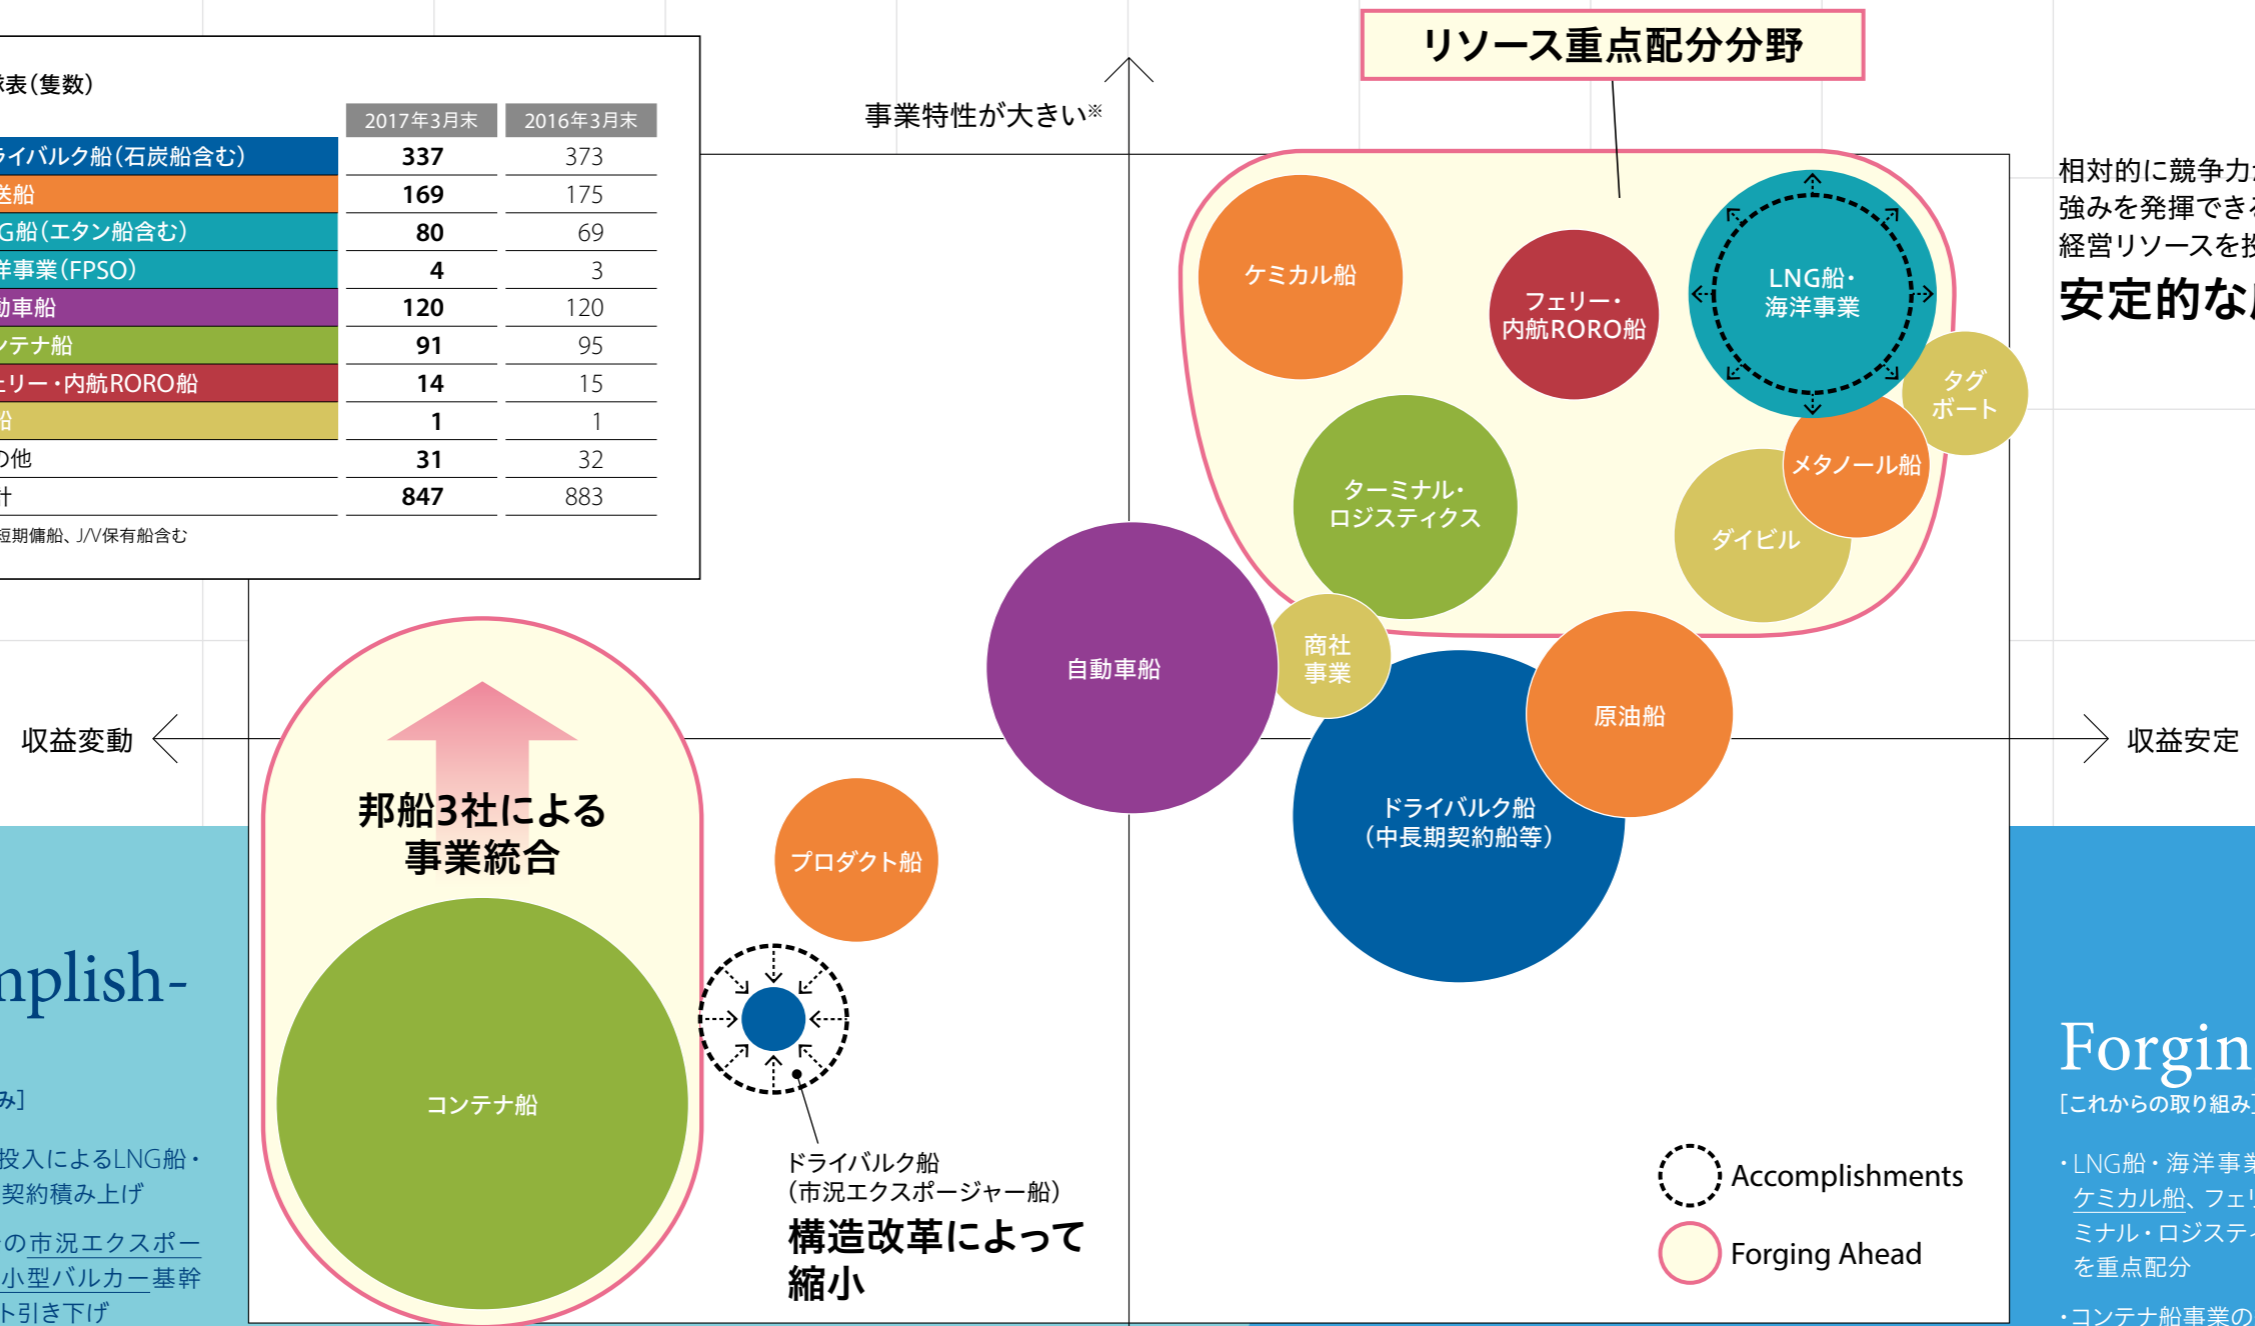 表（隻数）
2017年3月末 2016年3月末
ライバルク船（石炭船含む） 337 373
送船 169 175
G船（エタン船含む） 80 69
洋事業（FPSO） 4 3
動車船 120 120
ンテナ船 91 95
ェリー・内航RORO船 14 15
船 1 1
の他 31 32
計 847 883
短期傭船、J/V保有船含む
リソース重点配分分野
事業特性が大きい※
相対的に競争力が
強みを発揮できる
経営リソースを投
安定的な
ケミカル船
フェリー・
内航RORO船
LNG船・
海洋事業
タグ
ボート
メタノール船
ターミナル・
ロジスティクス
ダイビル
自動車船
商社
事業
原油船
収益変動
収益安定
邦船3社による
事業統合
プロダクト船
ドライバルク船
（中長期契約船等）
コンテナ船
ドライバルク船
（市況エクスポージャー船）
構造改革によって
縮小
Accomplishments
Forging Ahead
mplish-
み］
投入によるLNG船・
契約積み上げ
の市況エクスポー
小型バルカー基幹
ト引き下げ
Forgin
［これからの取り組み］
・LNG船・海洋事業
ケミカル船、フェリ
ミナル・ロジスティ
を重点配分
・コンテナ船事業の